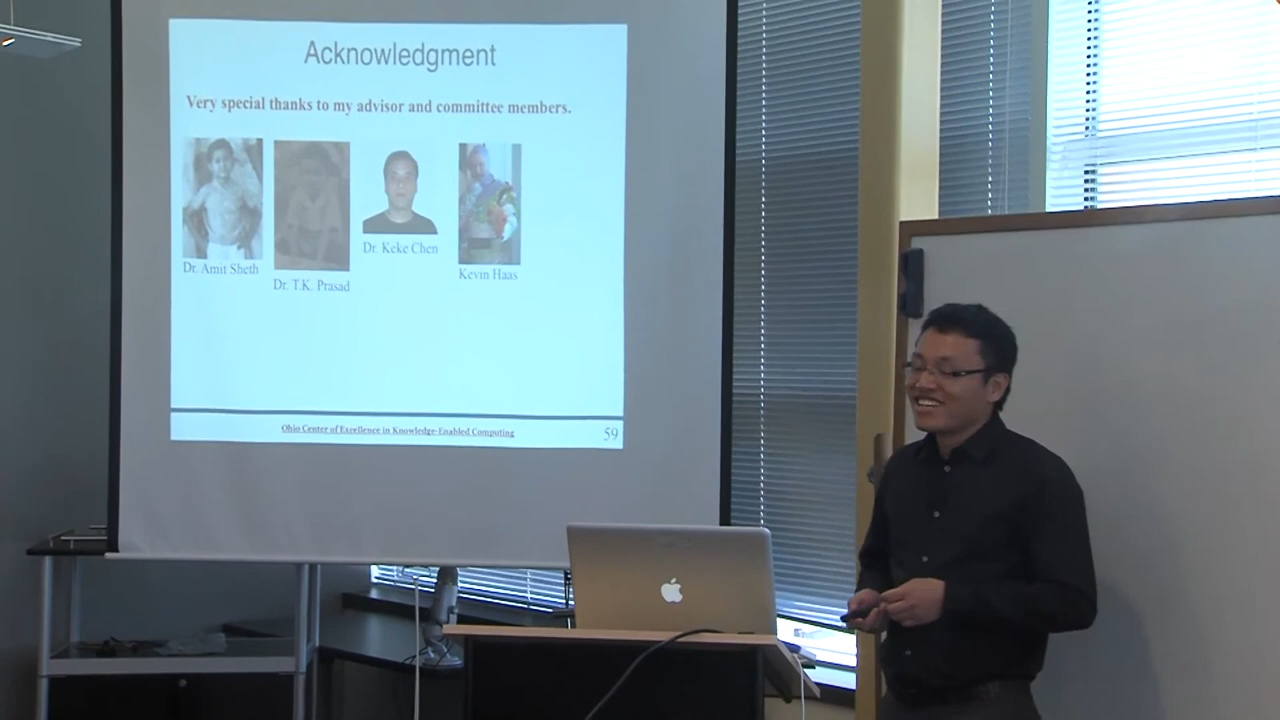 Acknowledgment
Very special thanks to my advisor and committee members.
Dr. Amit Sheth
Dr. T.K. Prasad
Dr. Keke Chen
Kevin Haas
Ohio Center of Excellence in Knowledge-Enabled Computing
59